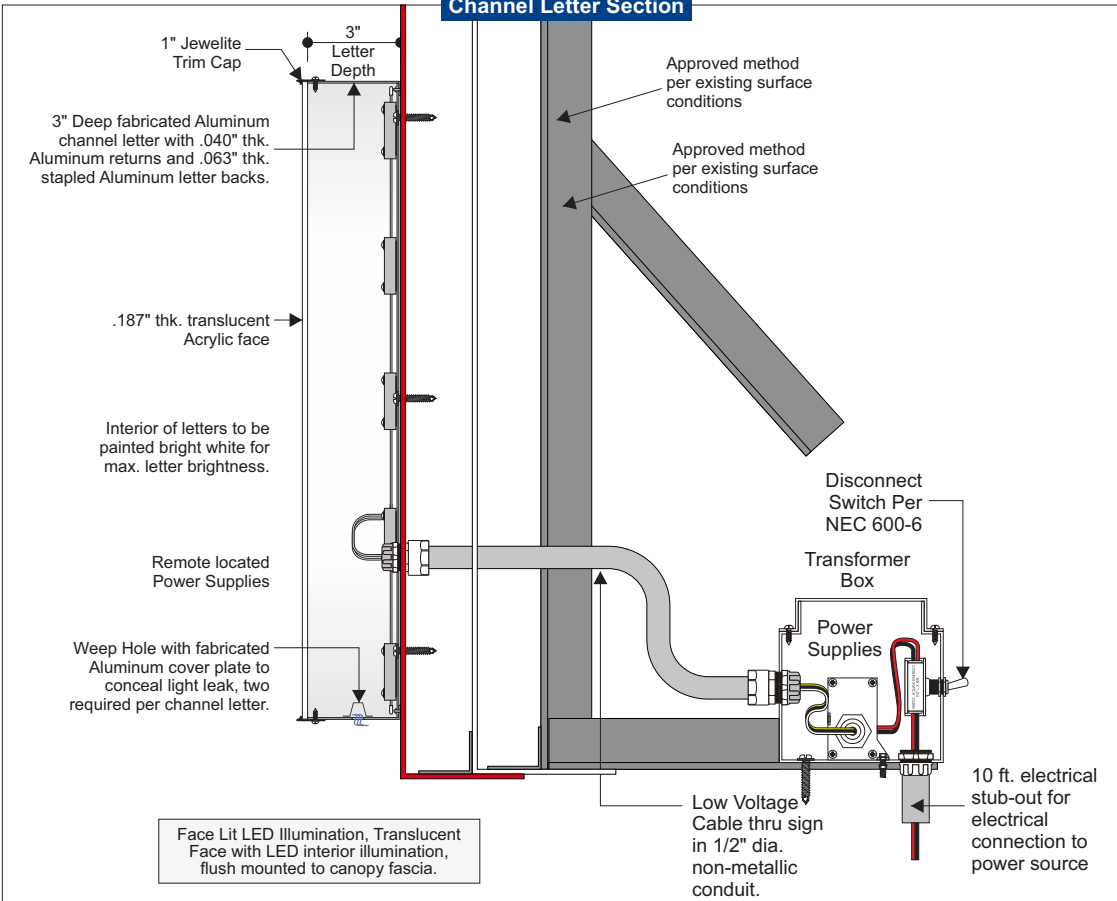 Channel Letter Section
1" Jewelite
Trim Cap
3"
Letter
Depth
3" Deep fabricated Aluminum
channel letter with .040" thk.
Aluminum returns and .063" thk.
stapled Aluminum letter backs.
.187" thk. translucent
Acrylic face
Interior of letters to be
painted bright white for
max. letter brightness.
Remote located
Power Supplies
Weep Hole with fabricated
Aluminum cover plate to
conceal light leak, two
required per channel letter.
Face Lit LED Illumination, Translucent
Face with LED interior illumination,
flush mounted to canopy fascia.
Approved method
per existing surface
conditions
Approved method
per existing surface
conditions
Disconnect
Switch Per
NEC 600-6
Transformer
Box
Power
Supplies
Low Voltage
Cable thru sign
in 1/2" dia.
non-metallic
conduit.
10 ft. electrical
stub-out for
electrical
connection to
power source